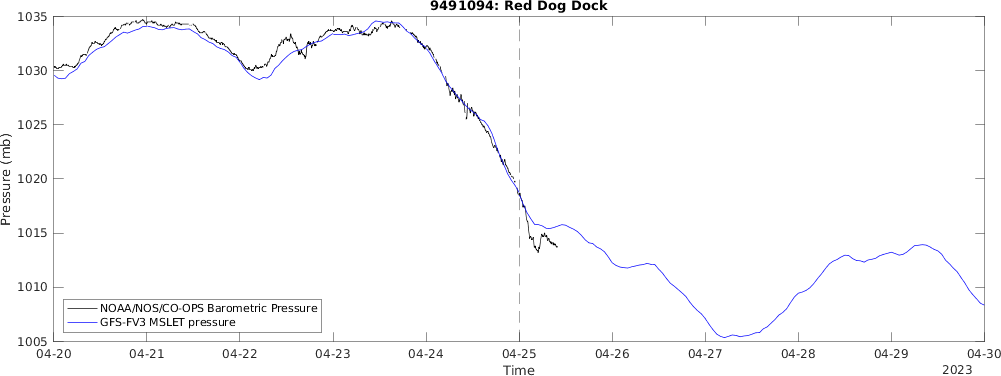 9491094: Red Dog Dock
Pressure (mb)
1035
1030
1025
1020
1015
1010
1005
NOAA/NOS/CO-OPS Barometric Pressure
GFS-FV3 MSLET pressure
04-20 04-21 04-22 04-23 04-24 04-25 04-26 04-27 04-28 04-29 04-30
Time
2023